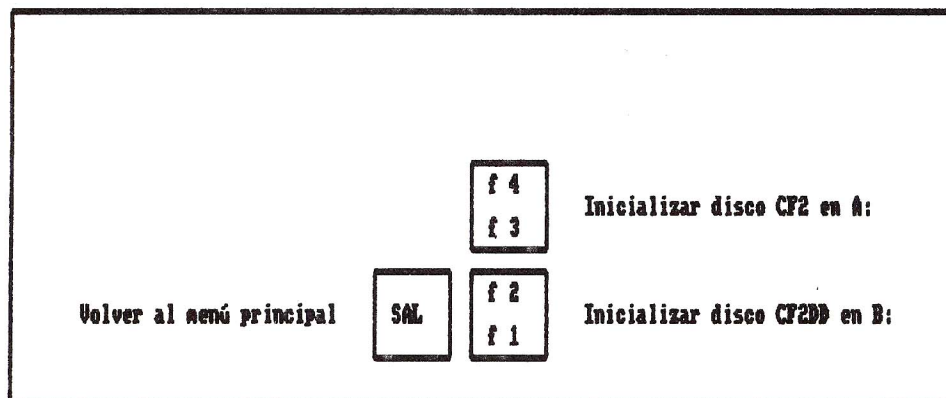 f 4
Inicializar disco CF2 en A:
f 3
f 2
Volver al menú principal SAL Inicializar disco CF2DD en B:
f 1